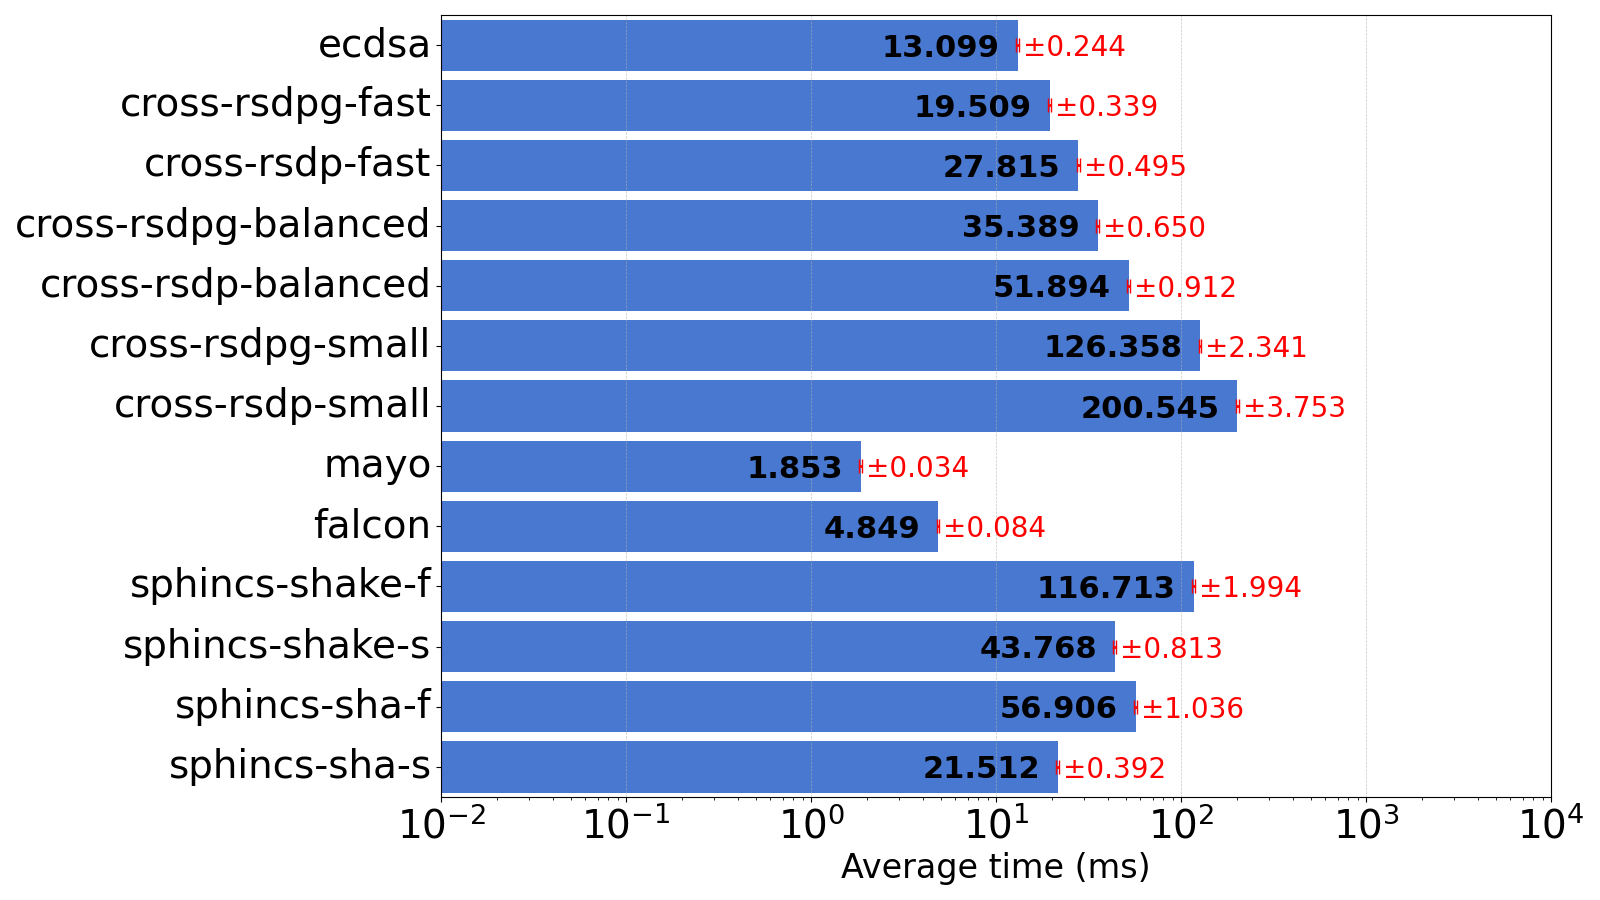 ecdsa 13.099 ±0.244
cross-rsdpg-fast 19.509 ±0.339
cross-rsdp-fast 27.815 ±0.495
cross-rsdpg-balanced 35.389 ±0.650
cross-rsdp-balanced 51.894 ±0.912
cross-rsdpg-small 126.358 ±2.341
cross-rsdp-small 200.545 ±3.753
mayo 1.853 ±0.034
falcon 4.849 ±0.084
sphincs-shake-f 116.713 ±1.994
sphincs-shake-s 43.768 ±0.813
sphincs-sha-f 56.906 ±1.036
sphincs-sha-s 21.512 ±0.392
10⁻² 10⁻¹ 10⁰ 10¹ 10² 10³ 10⁴
Average time (ms)